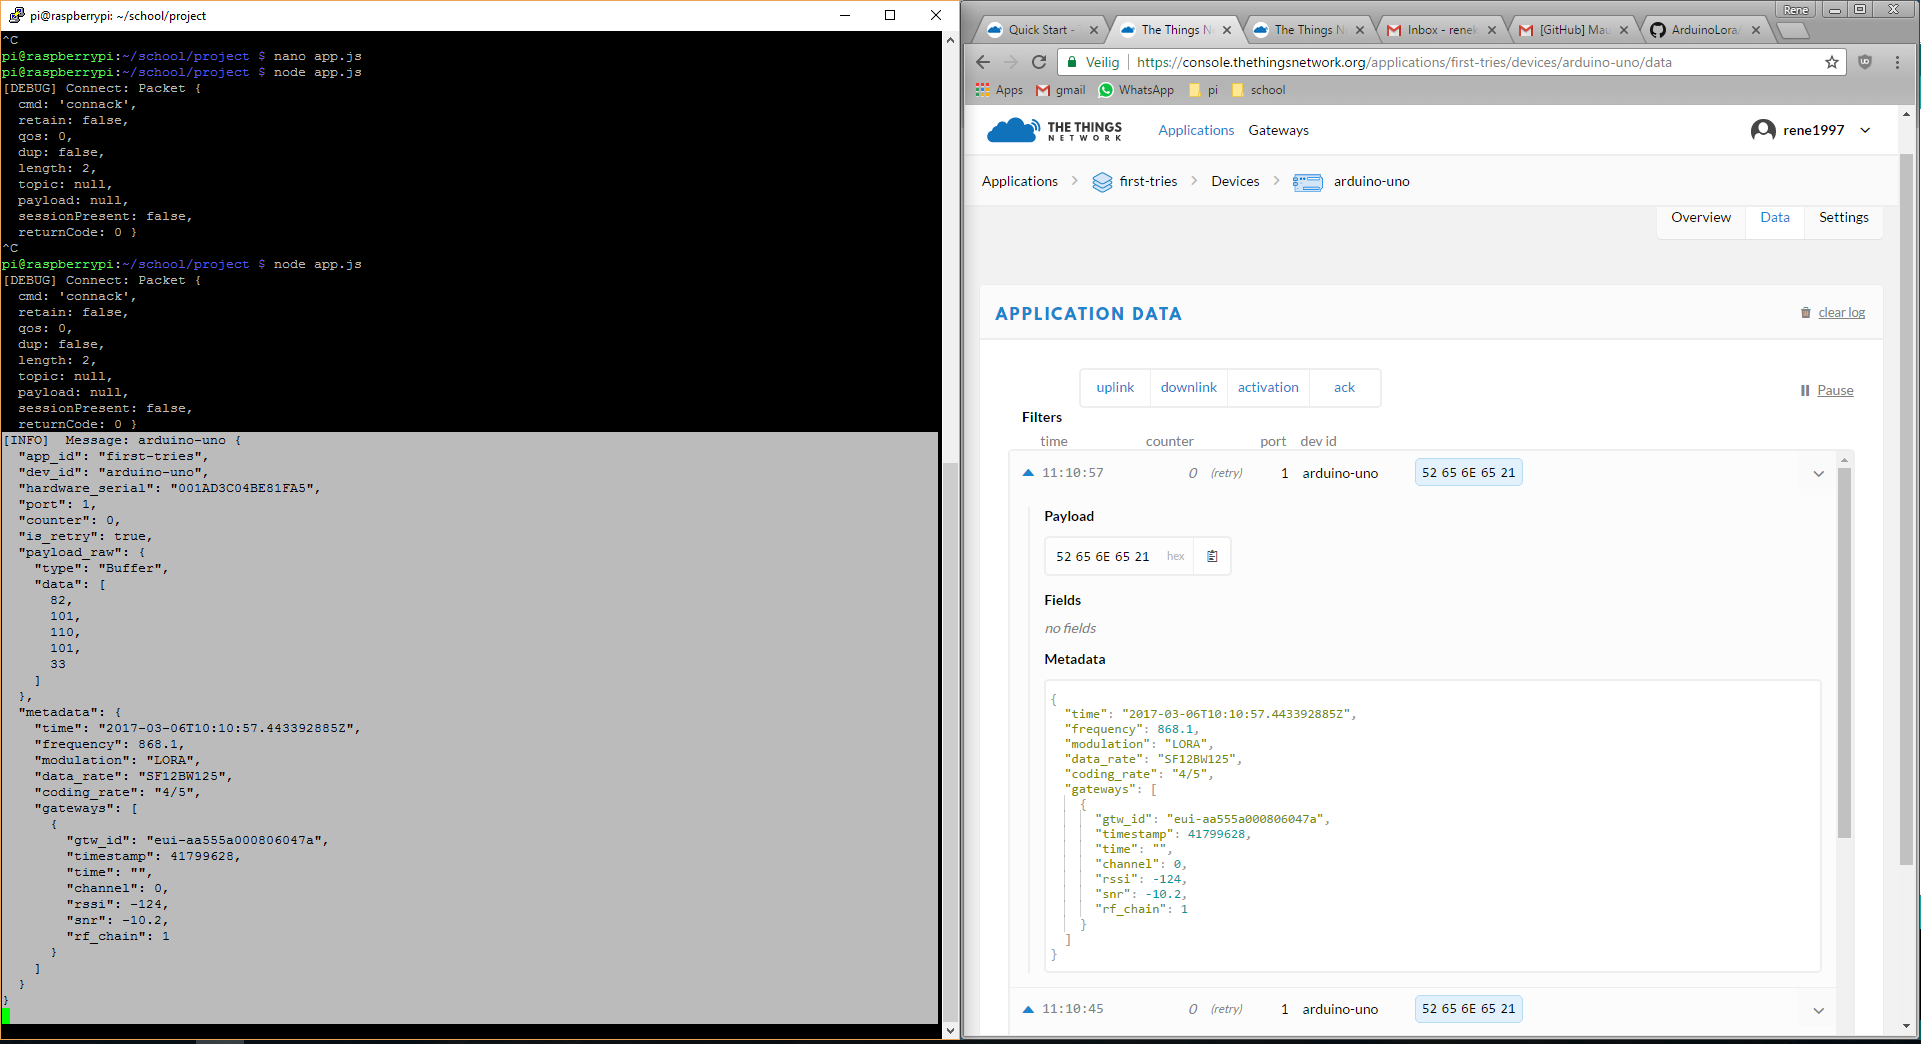 pi@raspberrypi: ~/school/project
^C
pi@raspberrypi:~/school/project $ nano app.js
pi@raspberrypi:~/school/project $ node app.js
[DEBUG] Connect: Packet {
  cmd: 'connack',
  retain: false,
  qos: 0,
  dup: false,
  length: 2,
  topic: null,
  payload: null,
  sessionPresent: false,
  returnCode: 0 }
^C
pi@raspberrypi:~/school/project $ node app.js
[DEBUG] Connect: Packet {
  cmd: 'connack',
  retain: false,
  qos: 0,
  dup: false,
  length: 2,
  topic: null,
  payload: null,
  sessionPresent: false,
  returnCode: 0 }
[INFO]  Message: arduino-uno {
  "app_id": "first-tries",
  "dev_id": "arduino-uno",
  "hardware_serial": "001AD3C04BE81FA5",
  "port": 1,
  "counter": 0,
  "is_retry": true,
  "payload_raw": {
    "type": "Buffer",
    "data": [
      82,
      101,
      110,
      101,
      33
    ]
  },
  "metadata": {
    "time": "2017-03-06T10:10:57.443392885Z",
    "frequency": 868.1,
    "modulation": "LORA",
    "data_rate": "SF12BW125",
    "coding_rate": "4/5",
    "gateways": [
      {
        "gtw_id": "eui-aa555a000806047a",
        "timestamp": 41799628,
        "time": "",
        "channel": 0,
        "rssi": -124,
        "snr": -10.2,
        "rf_chain": 1
      }
    ]
  }
}
Rene
Quick Start - The Things N The Things N Inbox - renek [GitHub] Mau ArduinoLora/
Veilig https://console.thethingsnetwork.org/applications/first-tries/devices/arduino-uno/data
Apps gmail WhatsApp pi school
THE THINGS
NETWORK
Applications Gateways rene1997
Applications first-tries Devices arduino-uno
Overview Data Settings
APPLICATION DATA clear log
uplink downlink activation ack Pause
Filters
time counter port dev id
11:10:57 0 (retry) 1 arduino-uno 52 65 6E 65 21
Payload
52 65 6E 65 21 hex
Fields
no fields
Metadata
{
  "time": "2017-03-06T10:10:57.443392885Z",
  "frequency": 868.1,
  "modulation": "LORA",
  "data_rate": "SF12BW125",
  "coding_rate": "4/5",
  "gateways": [
    {
      "gtw_id": "eui-aa555a000806047a",
      "timestamp": 41799628,
      "time": "",
      "channel": 0,
      "rssi": -124,
      "snr": -10.2,
      "rf_chain": 1
    }
  ]
}
11:10:45 0 (retry) 1 arduino-uno 52 65 6E 65 21